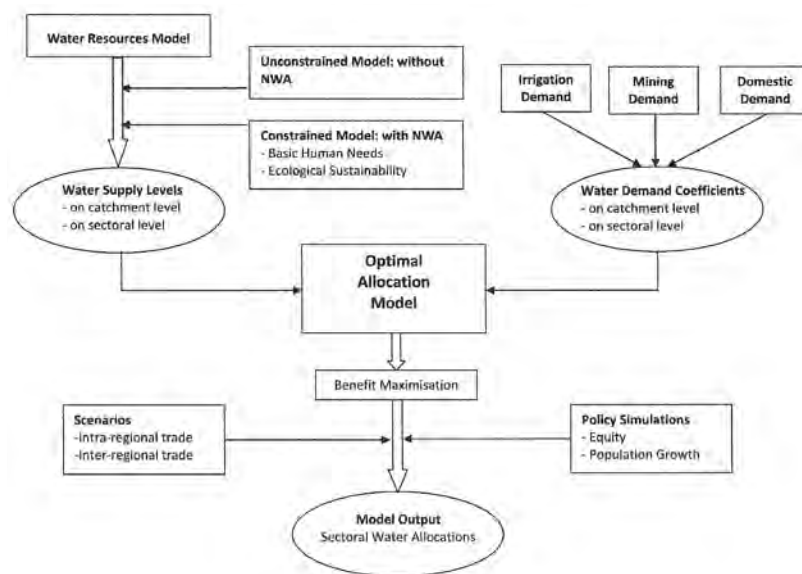 Water Resources Model
Unconstrained Model: without
NWA
Constrained Model: with NWA
- Basic Human Needs
- Ecological Sustainability
Irrigation
Demand
Mining
Demand
Domestic
Demand
Water Supply Levels
- on catchment level
- on sectoral level
Water Demand Coefficients
- on catchment level
- on sectoral level
Optimal
Allocation
Model
Benefit Maximisation
Scenarios
-intra-regional trade
-inter-regional trade
Policy Simulations
- Equity
- Population Growth
Model Output
Sectoral Water Allocations